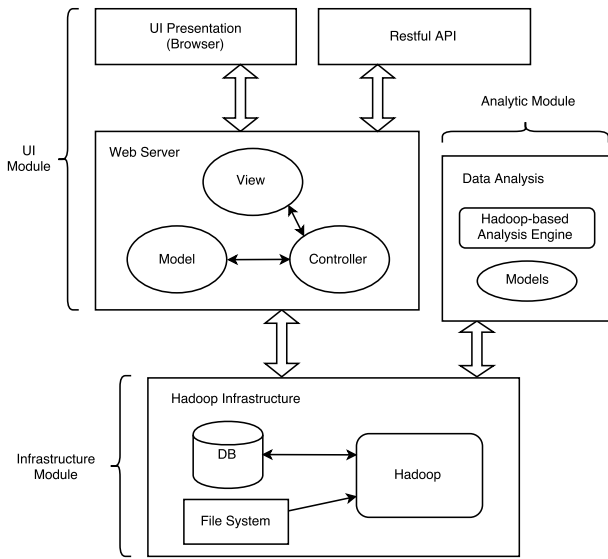 UI Presentation
(Browser)
Restful API
Analytic Module
UI
Module
Web Server
View
Model
Controller
Data Analysis
Hadoop-based
Analysis Engine
Models
Hadoop Infrastructure
DB
Hadoop
File System
Infrastructure
Module